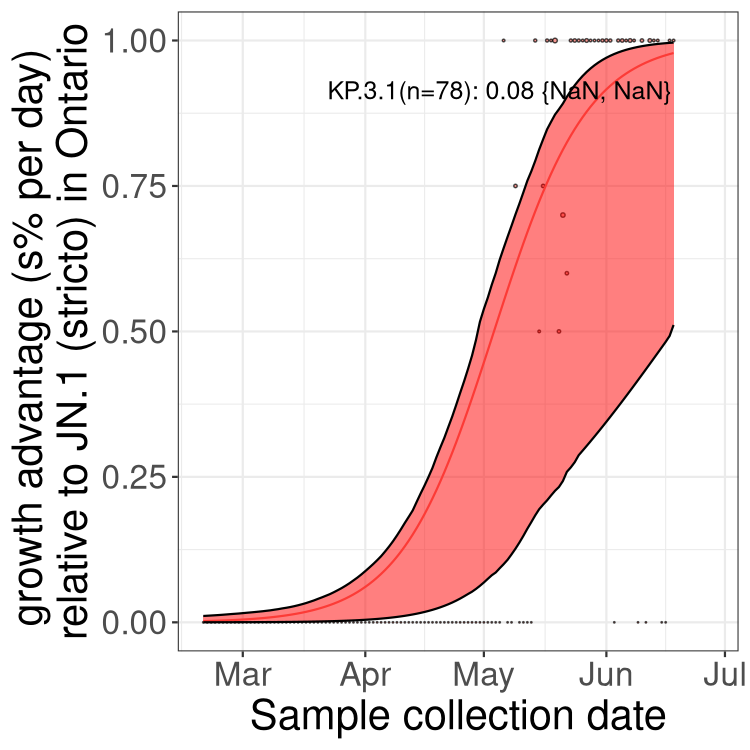 growth advantage (s% per day)
relative to JN.1 (stricto) in Ontario
1.00
0.75
0.50
0.25
0.00
KP.3.1(n=78): 0.08 {NaN, NaN}
Mar Apr May Jun Jul
Sample collection date